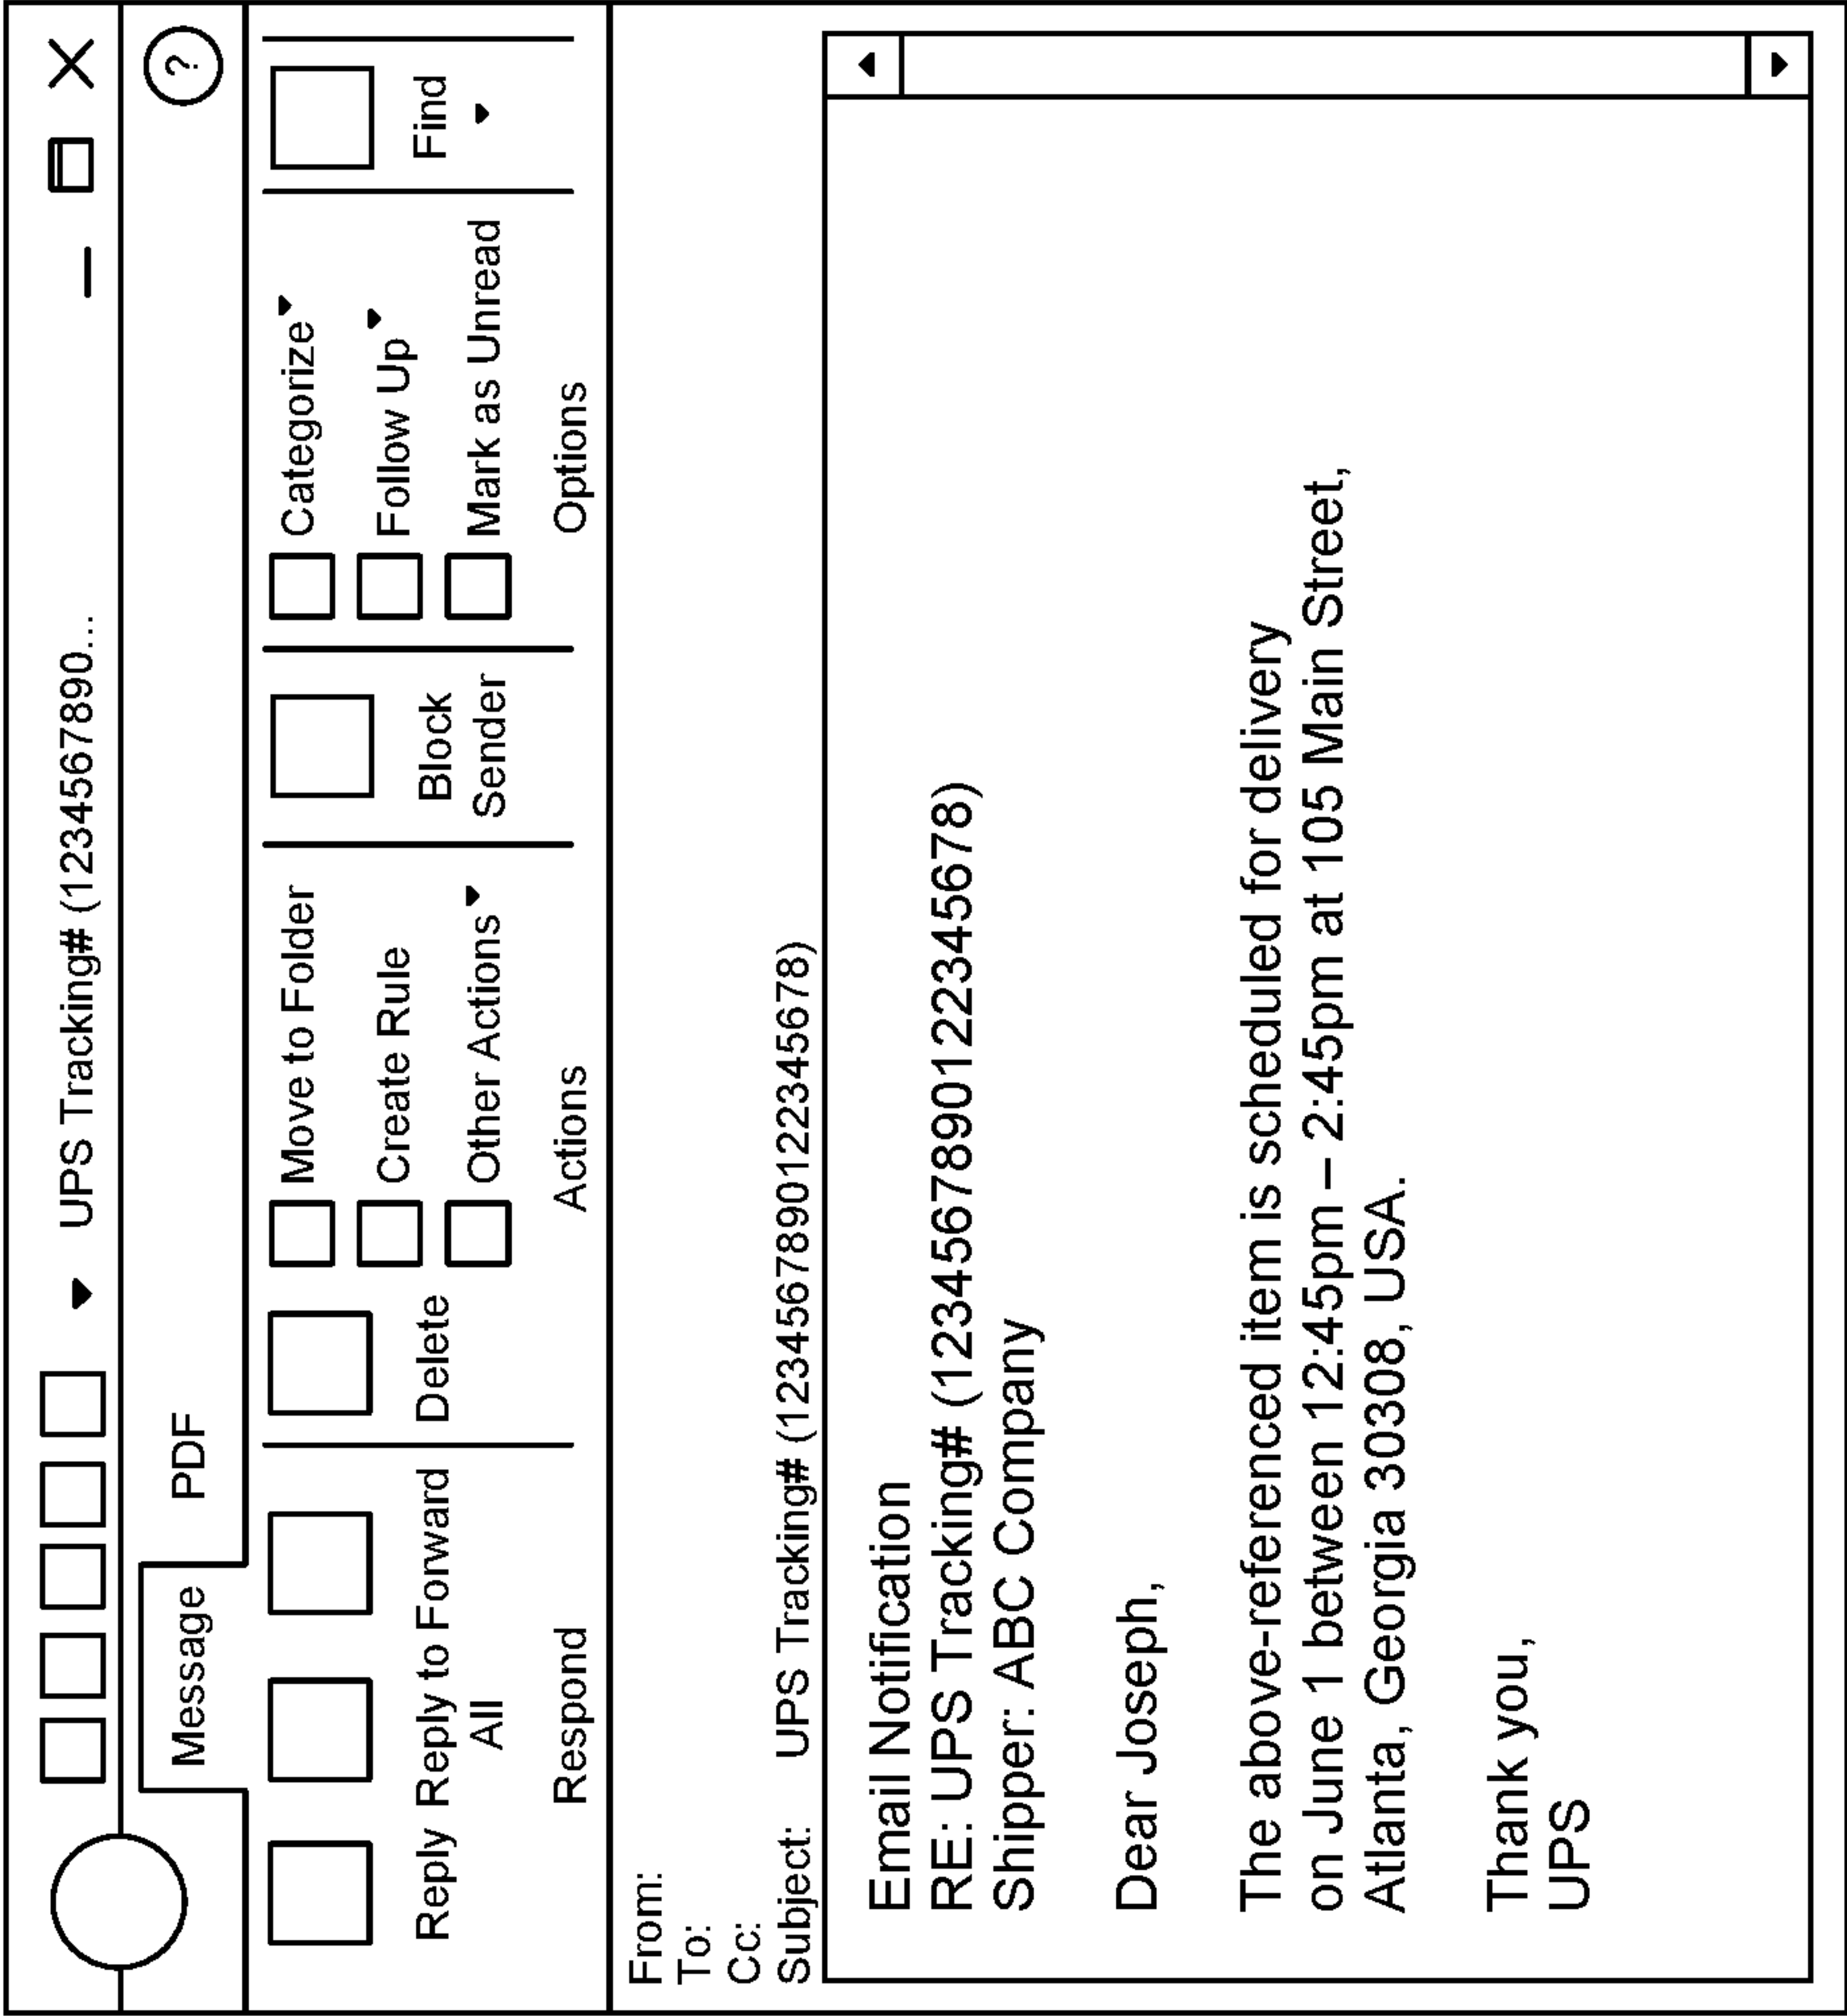 UPS Tracking# (1234567890...
Message PDF
?
Reply Reply to All Forward
Respond
Delete
Move to Folder
Create Rule
Other Actions
Actions
Block
Sender
Categorize
Follow Up
Mark as Unread
Options
Find
From:
To:
Cc:
Subject: UPS Tracking# (123456789012345678)
Email Notification
RE: UPS Tracking# (1234567890122345678)
Shipper: ABC Company
Dear Joseph,
The above-referenced item is scheduled for delivery
on June 1 between 12:45pm – 2:45pm at 105 Main Street,
Atlanta, Georgia 30308, USA.
Thank you,
UPS